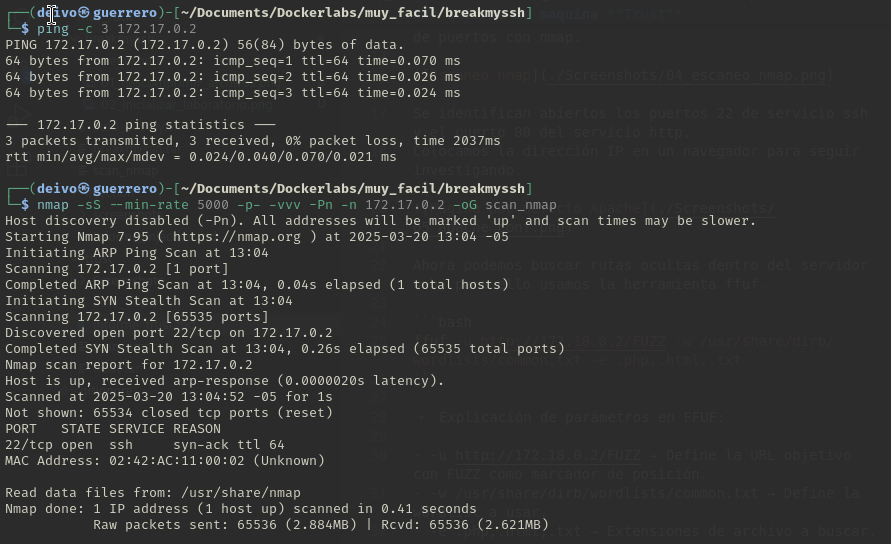 ┌──(deivo㉿guerrero)-[~/Documents/Dockerlabs/muy_facil/breakmyssh]
└─$ ping -c 3 172.17.0.2
PING 172.17.0.2 (172.17.0.2) 56(84) bytes of data.
64 bytes from 172.17.0.2: icmp_seq=1 ttl=64 time=0.070 ms
64 bytes from 172.17.0.2: icmp_seq=2 ttl=64 time=0.026 ms
64 bytes from 172.17.0.2: icmp_seq=3 ttl=64 time=0.024 ms
--- 172.17.0.2 ping statistics ---
3 packets transmitted, 3 received, 0% packet loss, time 2037ms
rtt min/avg/max/mdev = 0.024/0.040/0.070/0.021 ms
┌──(deivo㉿guerrero)-[~/Documents/Dockerlabs/muy_facil/breakmyssh]
└─$ nmap -sS --min-rate 5000 -p- -vvv -Pn -n 172.17.0.2 -oG scan_nmap
Host discovery disabled (-Pn). All addresses will be marked 'up' and scan times may be slower.
Starting Nmap 7.95 ( https://nmap.org ) at 2025-03-20 13:04 -05
Initiating ARP Ping Scan at 13:04
Scanning 172.17.0.2 [1 port]
Completed ARP Ping Scan at 13:04, 0.04s elapsed (1 total hosts)
Initiating SYN Stealth Scan at 13:04
Scanning 172.17.0.2 [65535 ports]
Discovered open port 22/tcp on 172.17.0.2
Completed SYN Stealth Scan at 13:04, 0.26s elapsed (65535 total ports)
Nmap scan report for 172.17.0.2
Host is up, received arp-response (0.0000020s latency).
Scanned at 2025-03-20 13:04:52 -05 for 1s
Not shown: 65534 closed tcp ports (reset)
PORT   STATE SERVICE REASON
22/tcp open  ssh     syn-ack ttl 64
MAC Address: 02:42:AC:11:00:02 (Unknown)
Read data files from: /usr/share/nmap
Nmap done: 1 IP address (1 host up) scanned in 0.41 seconds
Raw packets sent: 65536 (2.884MB) | Rcvd: 65536 (2.621MB)